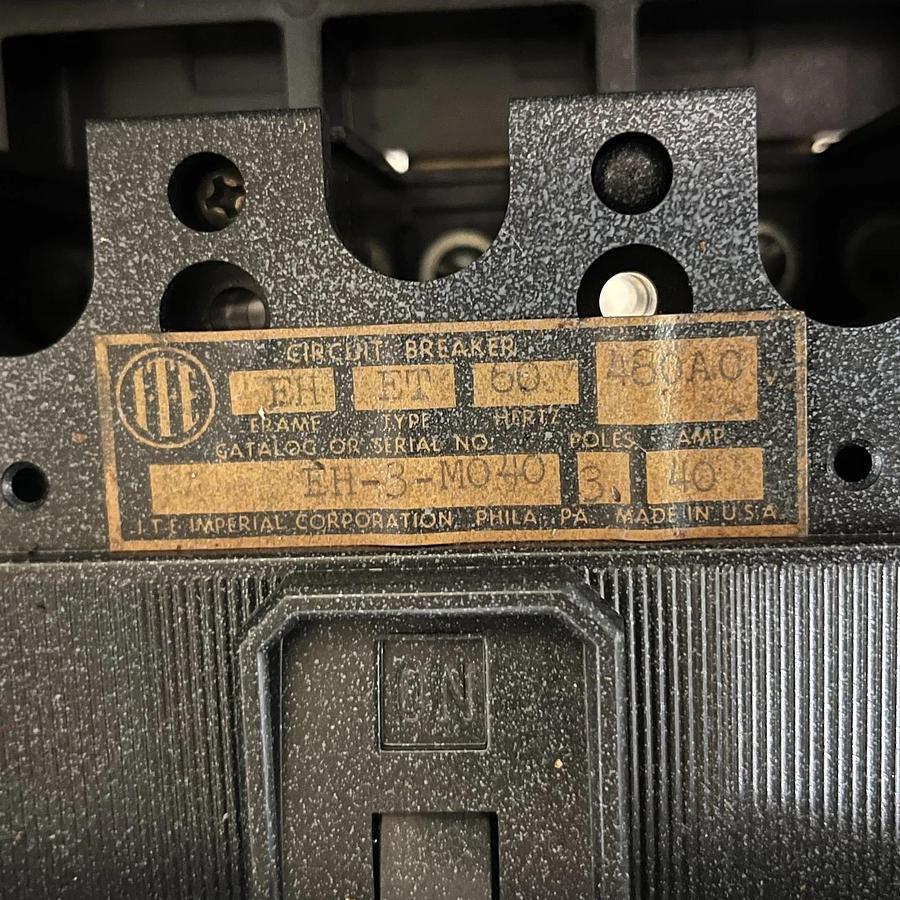 CIRCUIT BREAKER
ITE EH ET 60 480AC V.
FRAME TYPE HERTZ
CATALOG OR SERIAL NO. POLES AMP.
EH-3-M040 3 40
I.T.E IMPERIAL CORPORATION PHILA. PA. MADE IN U.S.A.
ON